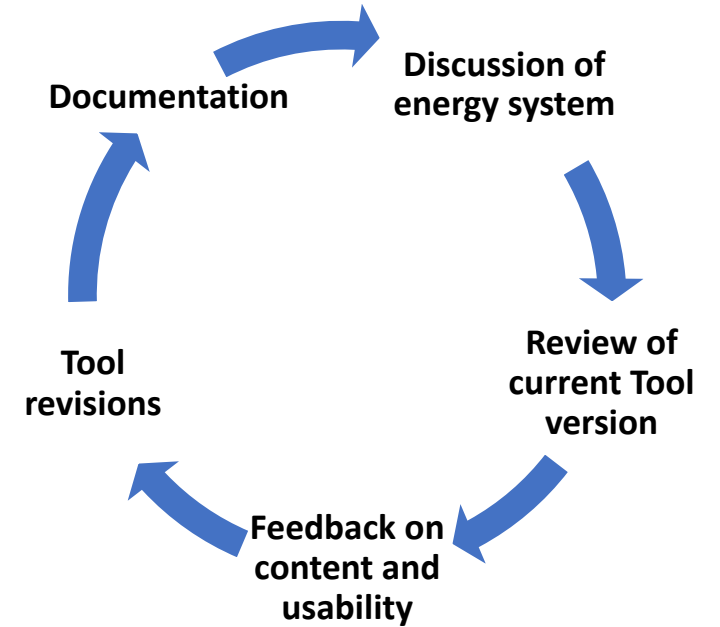 Documentation
Discussion of
energy system
Review of
current Tool
version
Feedback on
content and
usability
Tool
revisions